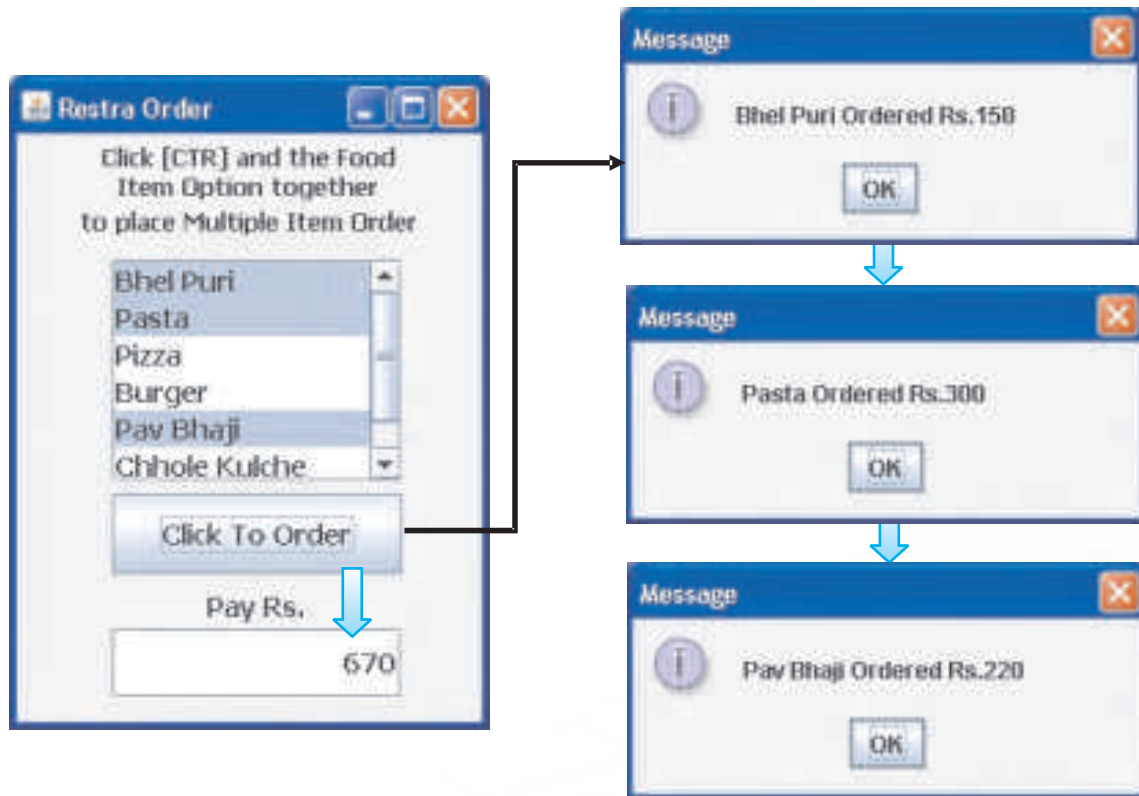 Restra Order
Click [CTR] and the Food
Item Option together
to place Multiple Item Order
Bhel Puri
Pasta
Pizza
Burger
Pav Bhaji
Chhole Kulche
Click To Order
Pay Rs.
670
Message
Bhel Puri Ordered Rs.150
OK
Message
Pasta Ordered Rs.300
OK
Message
Pav Bhaji Ordered Rs.220
OK